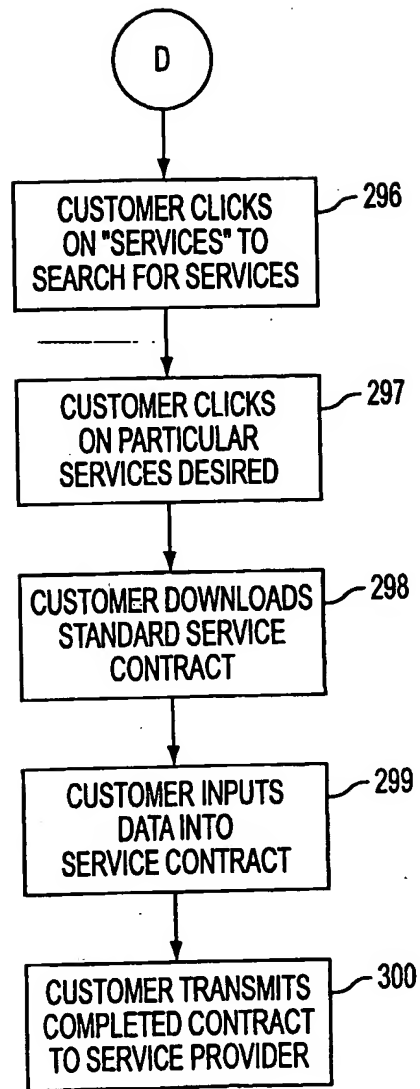 D
CUSTOMER CLICKS
ON "SERVICES" TO
SEARCH FOR SERVICES
296
CUSTOMER CLICKS
ON PARTICULAR
SERVICES DESIRED
297
CUSTOMER DOWNLOADS
STANDARD SERVICE
CONTRACT
298
CUSTOMER INPUTS
DATA INTO
SERVICE CONTRACT
299
CUSTOMER TRANSMITS
COMPLETED CONTRACT
TO SERVICE PROVIDER
300